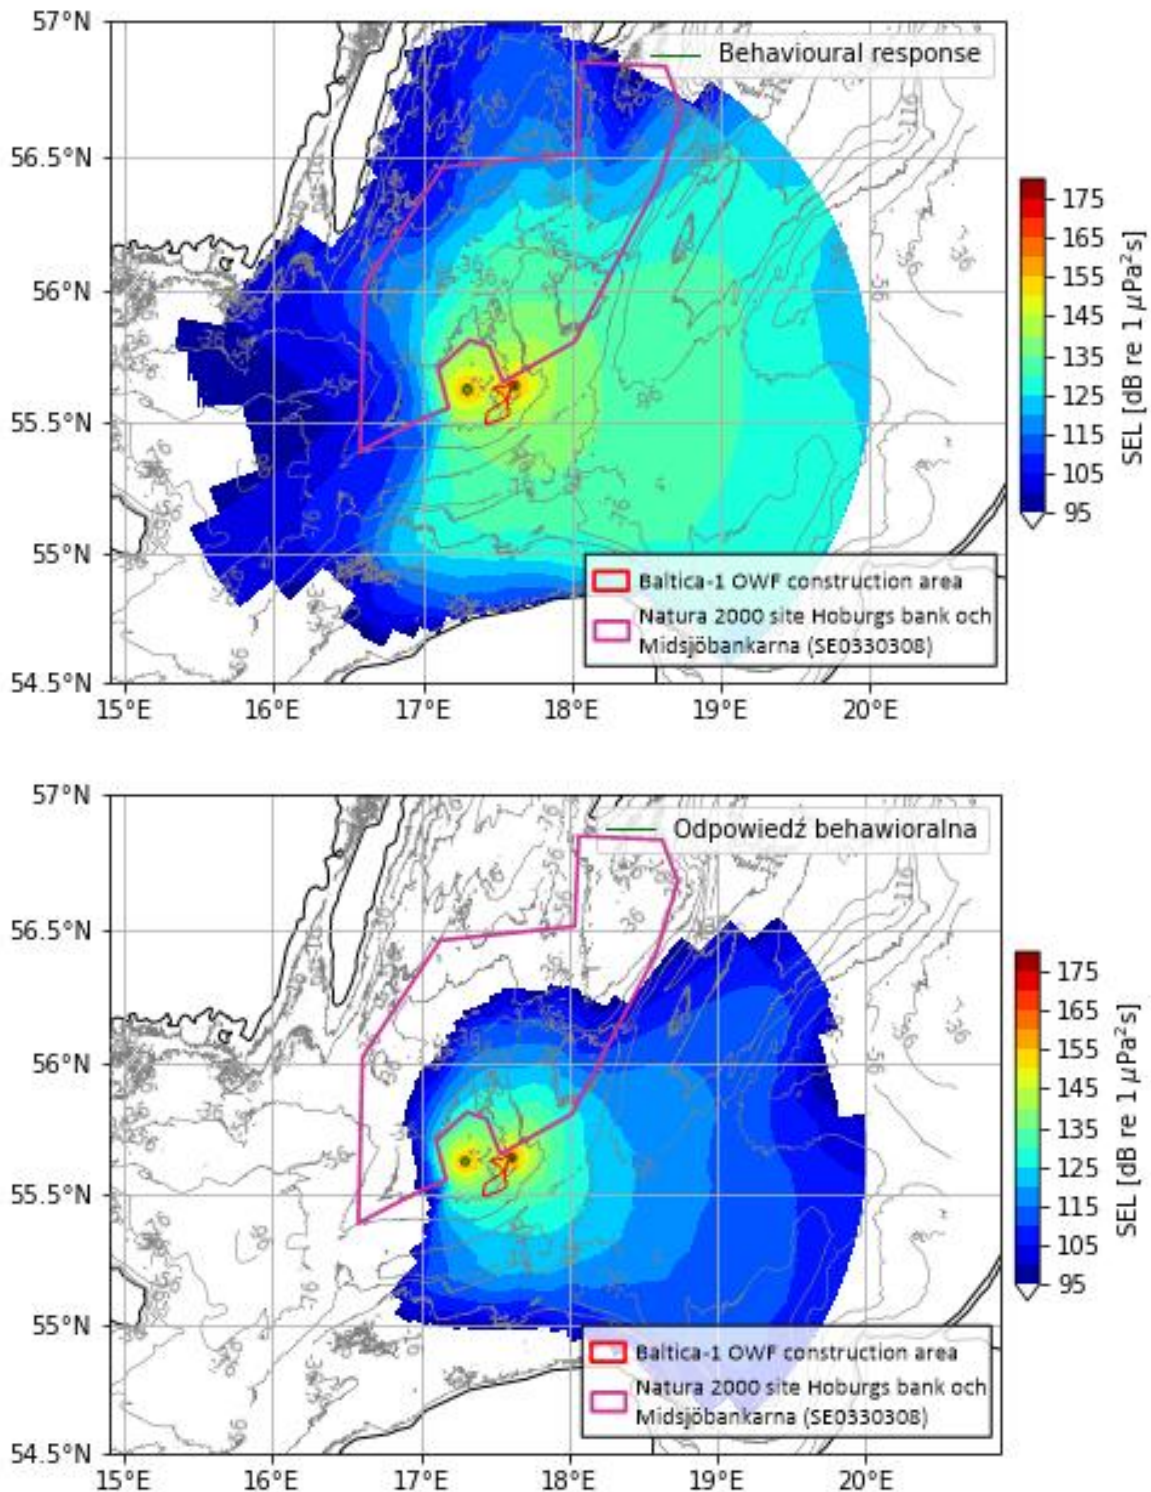 57°N
Behavioural response
56.5°N
56°N
55.5°N
55°N
54.5°N
15°E 16°E 17°E 18°E 19°E 20°E
175
165
155
145
135
125
115
105
95
SEL [dB re 1 µPa²s]
Baltica-1 OWF construction area
Natura 2000 site Hoburgs bank och
Midsjöbankarna (SE0330308)
57°N
Odpowiedź behawioralna
56.5°N
56°N
55.5°N
55°N
54.5°N
15°E 16°E 17°E 18°E 19°E 20°E
175
165
155
145
135
125
115
105
95
SEL [dB re 1 µPa²s]
Baltica-1 OWF construction area
Natura 2000 site Hoburgs bank och
Midsjöbankarna (SE0330308)